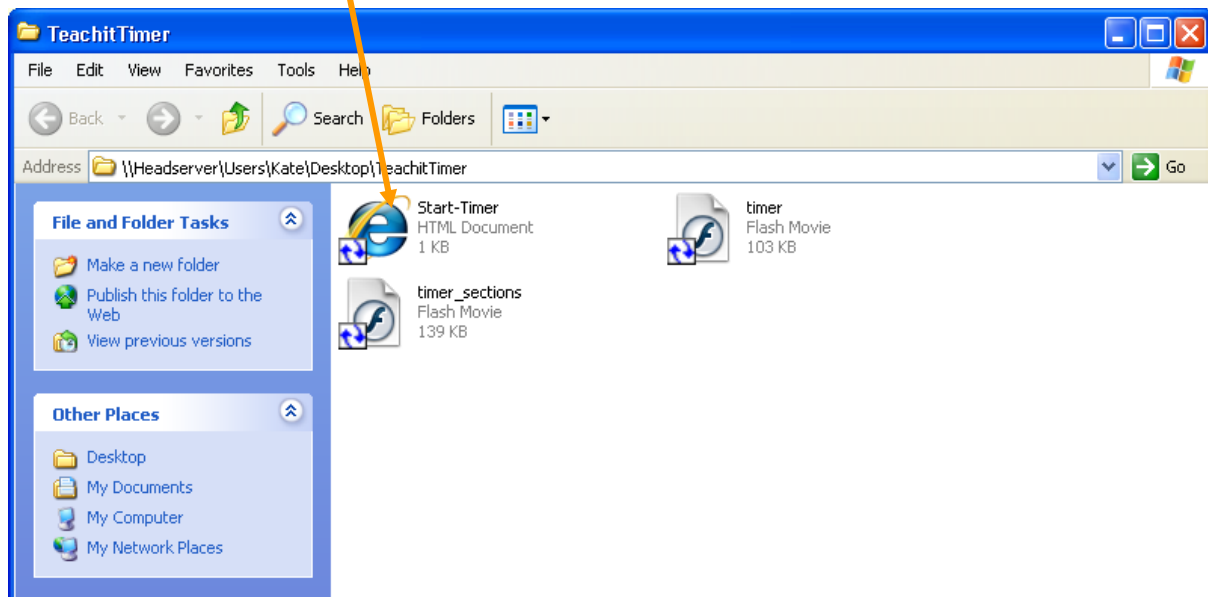 TeachitTimer
File Edit View Favorites Tools Help
Back Search Folders
Address \\Headserver\Users\Kate\Desktop\TeachitTimer Go
File and Folder Tasks
Make a new folder
Publish this folder to the
Web
View previous versions
Other Places
Desktop
My Documents
My Computer
My Network Places
Start-Timer
HTML Document
1 KB
timer
Flash Movie
103 KB
timer_sections
Flash Movie
139 KB